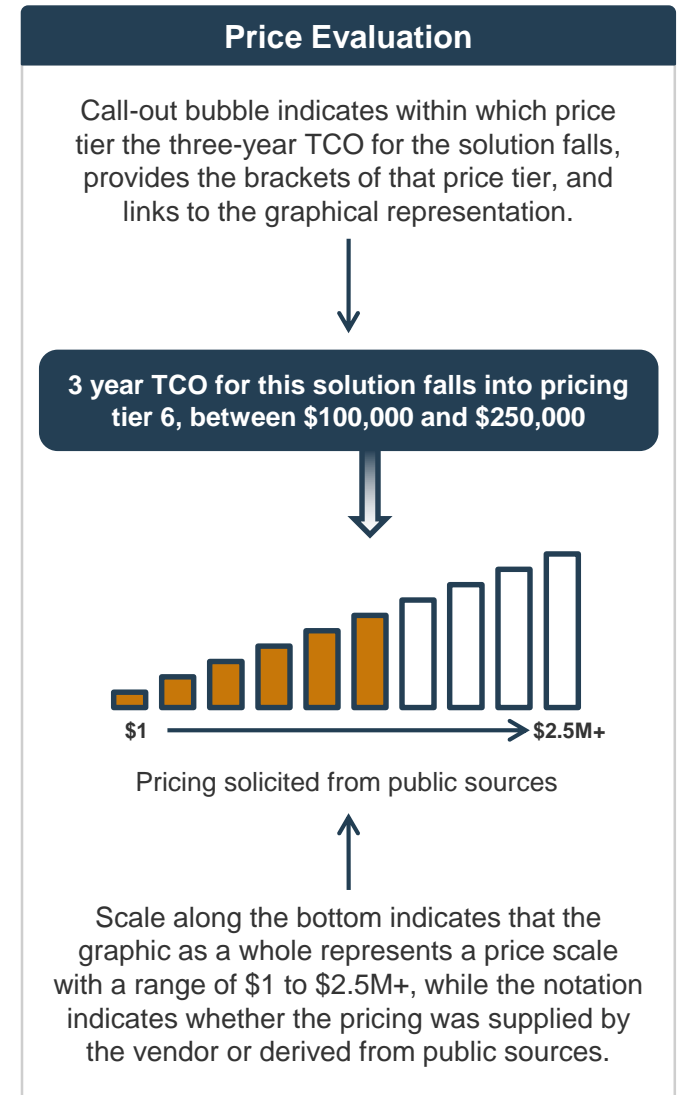 Price Evaluation
Call-out bubble indicates within which price
tier the three-year TCO for the solution falls,
provides the brackets of that price tier, and
links to the graphical representation.
3 year TCO for this solution falls into pricing
tier 6, between $100,000 and $250,000
$1 $2.5M+
Pricing solicited from public sources
Scale along the bottom indicates that the
graphic as a whole represents a price scale
with a range of $1 to $2.5M+, while the notation
indicates whether the pricing was supplied by
the vendor or derived from public sources.